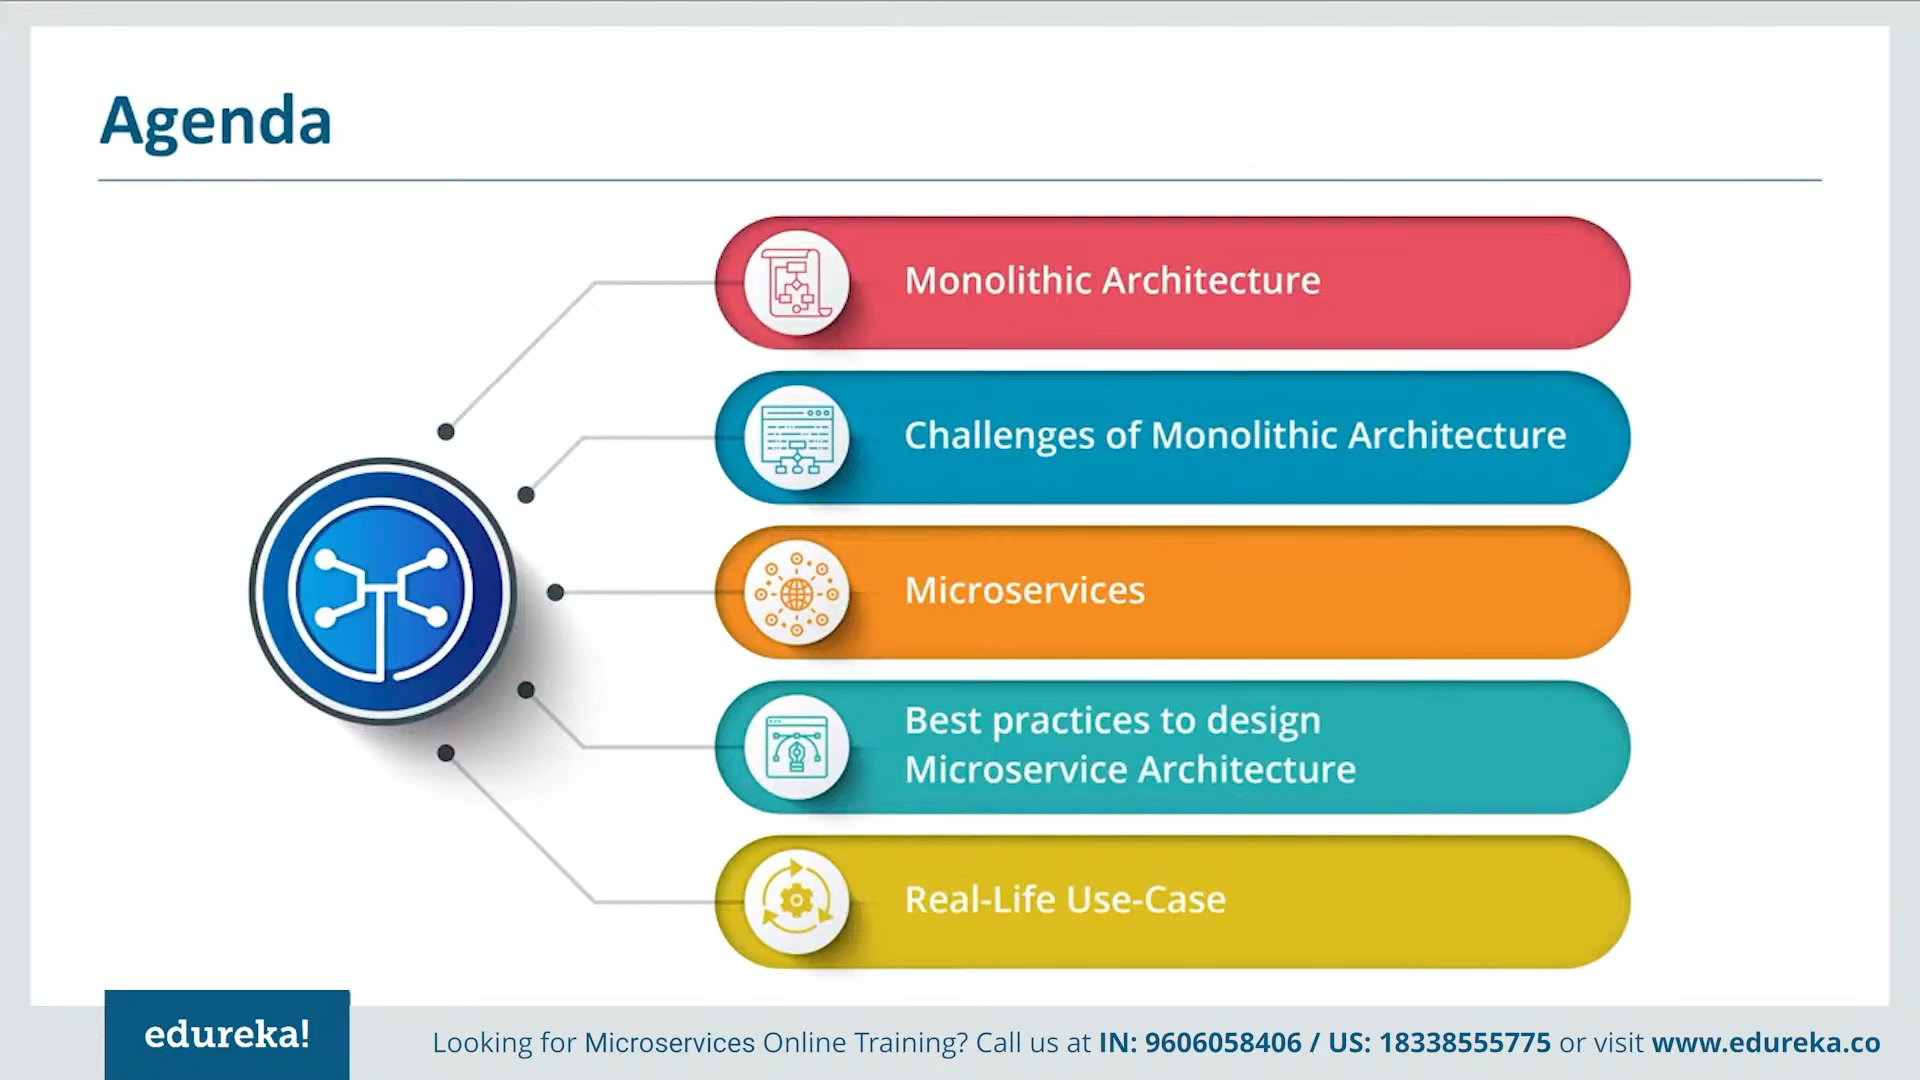 Agenda
Monolithic Architecture
Challenges of Monolithic Architecture
Microservices
Best practices to design
Microservice Architecture
Real-Life Use-Case
edureka!
Looking for Microservices Online Training? Call us at IN: 9606058406 / US: 18338555775 or visit www.edureka.co